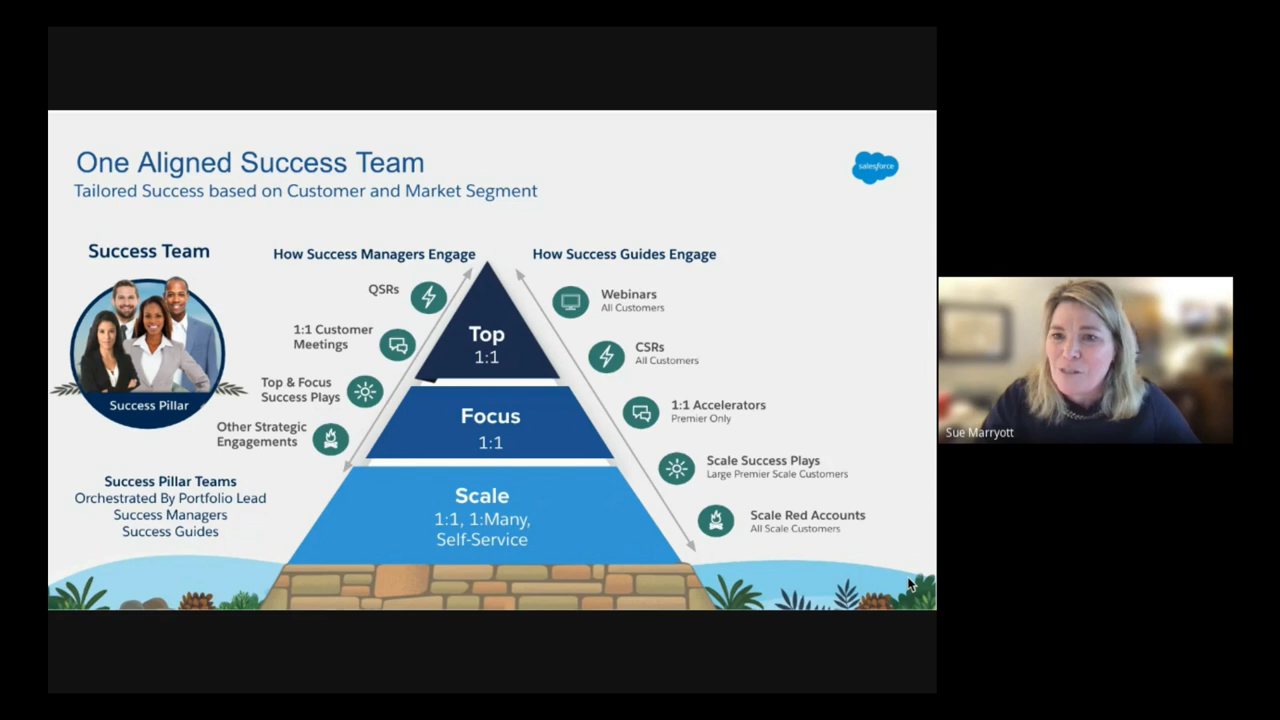 One Aligned Success Team
Tailored Success based on Customer and Market Segment
salesforce
Success Team
Success Pillar
Success Pillar Teams
Orchestrated By Portfolio Lead
Success Managers
Success Guides
How Success Managers Engage
QSRs
1:1 Customer
Meetings
Top & Focus
Success Plays
Other Strategic
Engagements
Top
1:1
Focus
1:1
Scale
1:1, 1:Many,
Self-Service
How Success Guides Engage
Webinars
All Customers
CSRs
All Customers
1:1 Accelerators
Premier Only
Scale Success Plays
Large Premier Scale Customers
Scale Red Accounts
All Scale Customers
Sue Marryott